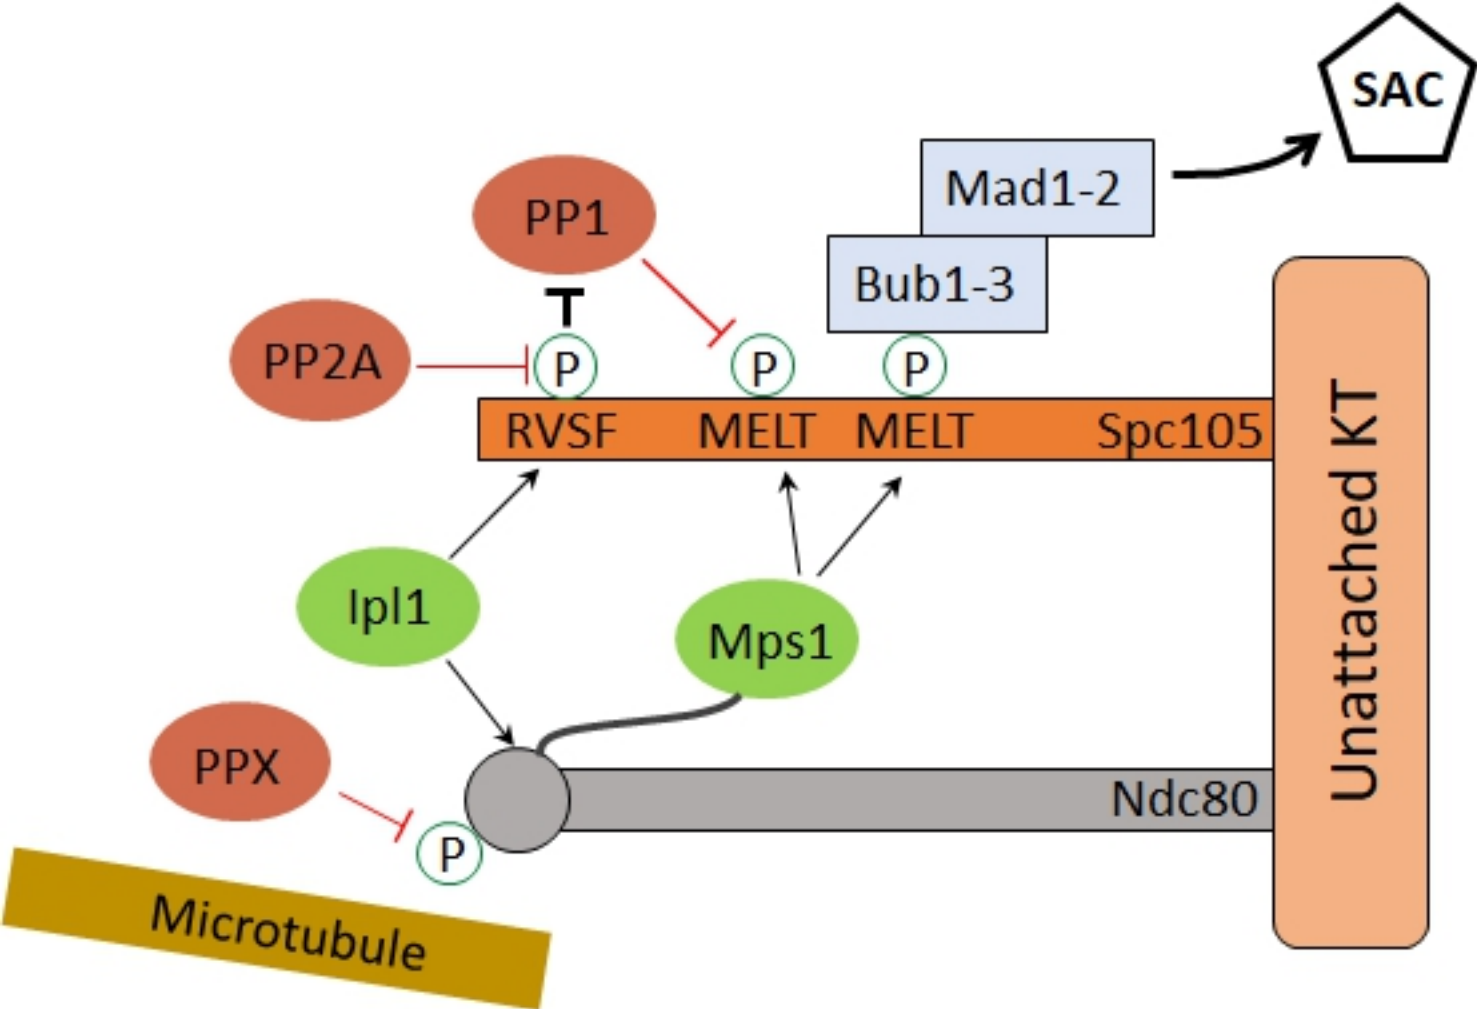 SAC
Mad1-2
PP1
Bub1-3
PP2A
P
P
P
RVSF
MELT
MELT
Spc105
Unattached KT
Ipl1
Mps1
PPX
Ndc80
P
Microtubule